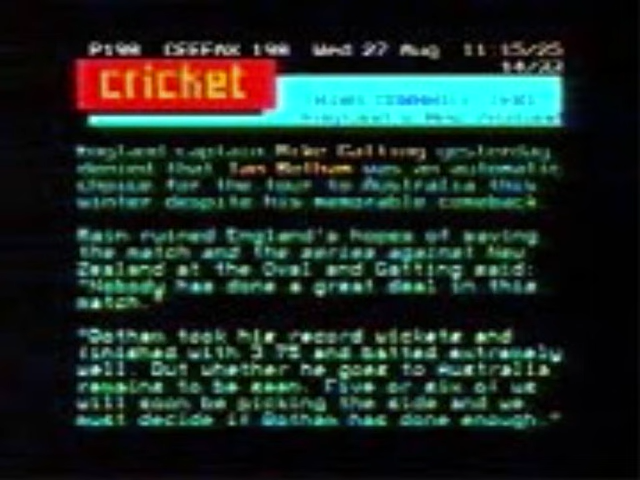 P190 CEEFAX 190 Wed 27 Aug 11:15/25
14/22
cricket
England captain Mike Gatting yesterday
denied that Ian Botham was an automatic
choice for the tour to Australia this
winter despite his memorable comeback
Rain ruined England's hopes of saving
the match and the series against New
Zealand at the Oval and Gatting said:
"Nobody has done a great deal in this
match."
"Botham took his record wickets and
finished with 3-75 and batted extremely
well. But whether he goes to Australia
remains to be seen. Five or six of us
will soon be picking the side and we
must decide if Botham has done enough."